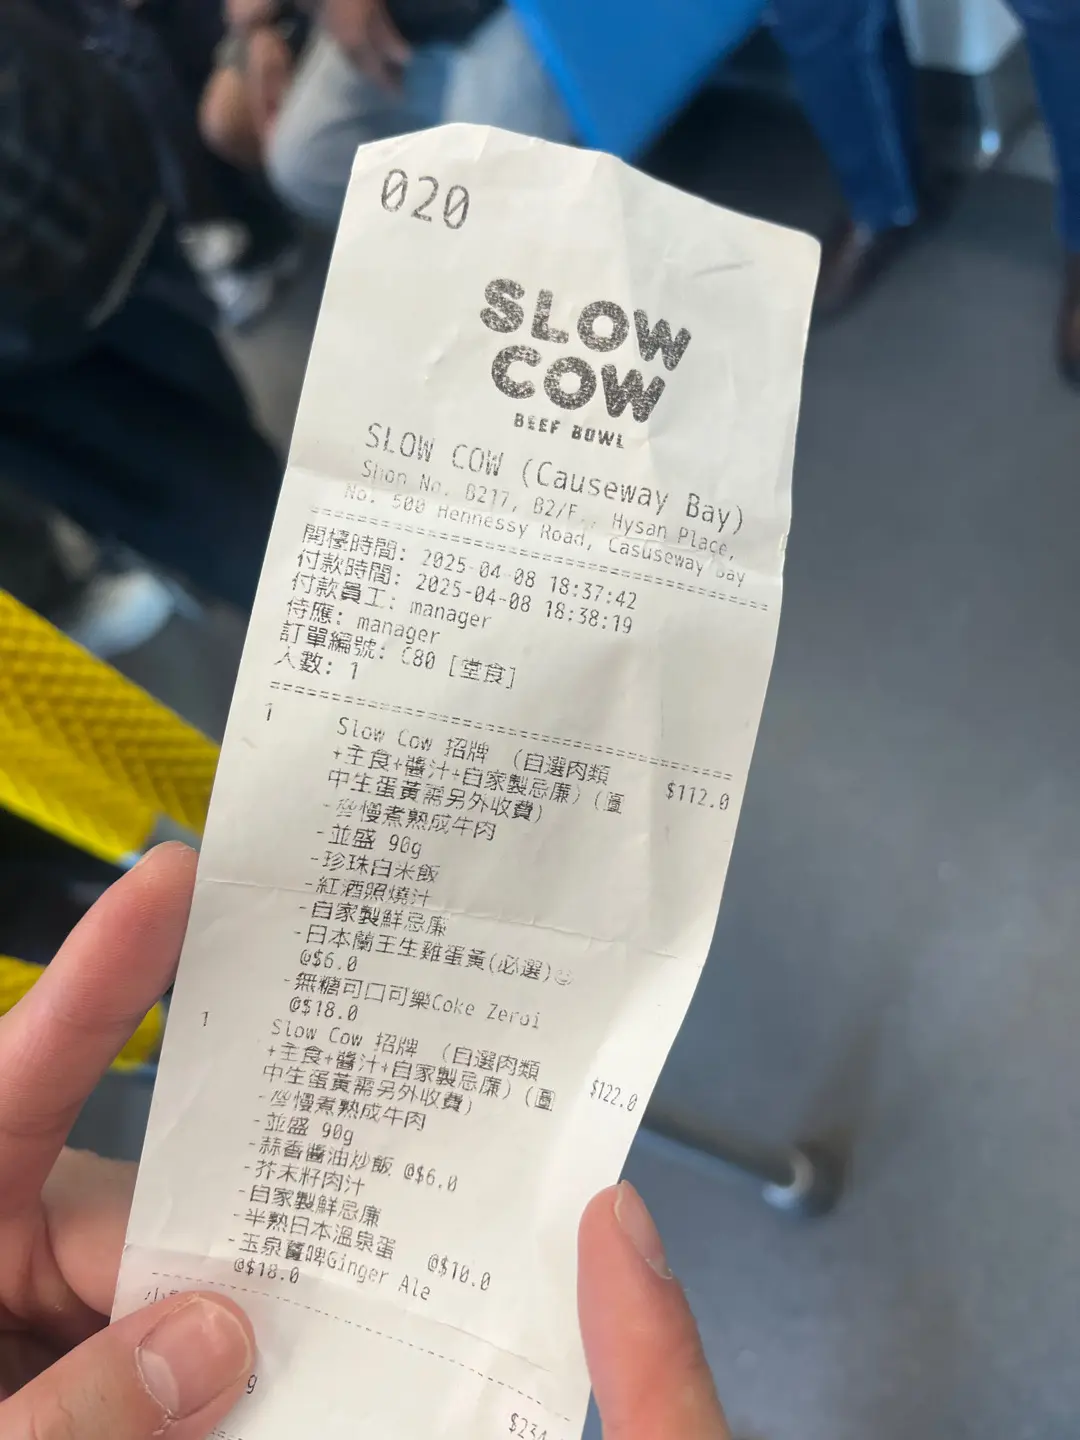 020
SLOW
COW
BEEF BOWL
SLOW COW (Causeway Bay)
Shop No. B217, B2/F., Hysan Place,
No. 500 Hennessy Road, Casuseway Bay
開檯時間: 2025-04-08 18:37:42
付款時間: 2025-04-08 18:38:19
付款員工: manager
侍應: manager
訂單編號: C80 [堂食]
人數: 1
1 Slow Cow 招牌 (自選肉類 $112.0
+主食+醬汁+自家製忌廉) (圖
中生蛋黃需另外收費)
-慢煮熟成牛肉
-並盛 90g
-珍珠白米飯
-紅酒照燒汁
-自家製鮮忌廉
-日本蘭王生雞蛋黃(必選)
@$6.0
-無糖可口可樂Coke Zeroi
@$18.0
1 Slow Cow 招牌 (自選肉類 $122.0
+主食+醬汁+自家製忌廉) (圖
中生蛋黃需另外收費)
-慢煮熟成牛肉
-並盛 90g
-蒜香醬油炒飯 @$6.0
-芥末籽肉汁
-自家製鮮忌廉
-半熟日本溫泉蛋 @$10.0
-玉泉薑啤Ginger Ale
@$18.0
g
$234